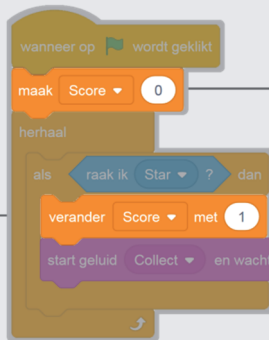 wanneer op wordt geklikt
maak Score 0
herhaal
als raak ik Star ? dan
verander Score met 1
start geluid Collect en wacht